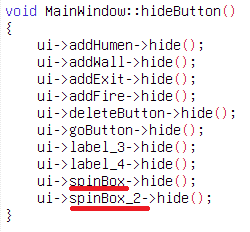 void MainWindow::hideButton()
{
    ui->addHumen->hide();
    ui->addWall->hide();
    ui->addExit->hide();
    ui->addFire->hide();
    ui->deleteButton->hide();
    ui->goButton->hide();
    ui->label_3->hide();
    ui->label_4->hide();
    ui->spinBox->hide();
    ui->spinBox_2->hide();
}